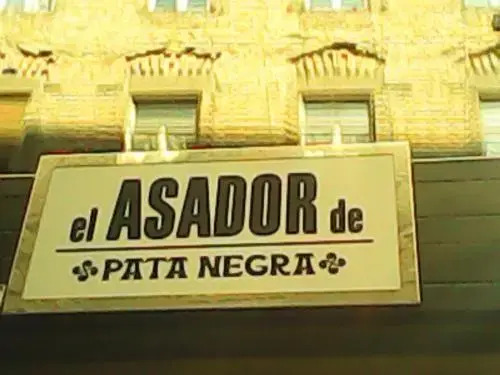 el ASADOR de
PATA NEGRA